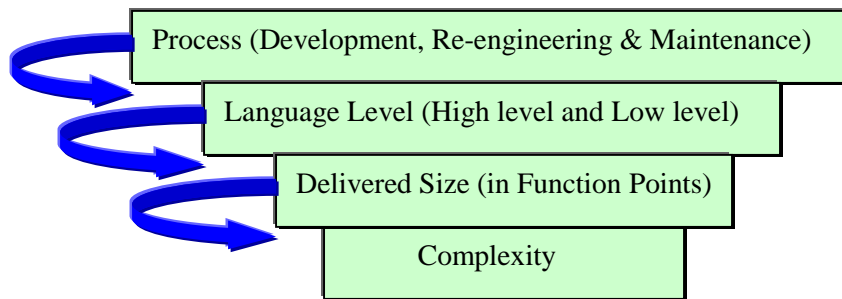 Process (Development, Re-engineering & Maintenance)
Language Level (High level and Low level)
Delivered Size (in Function Points)
Complexity